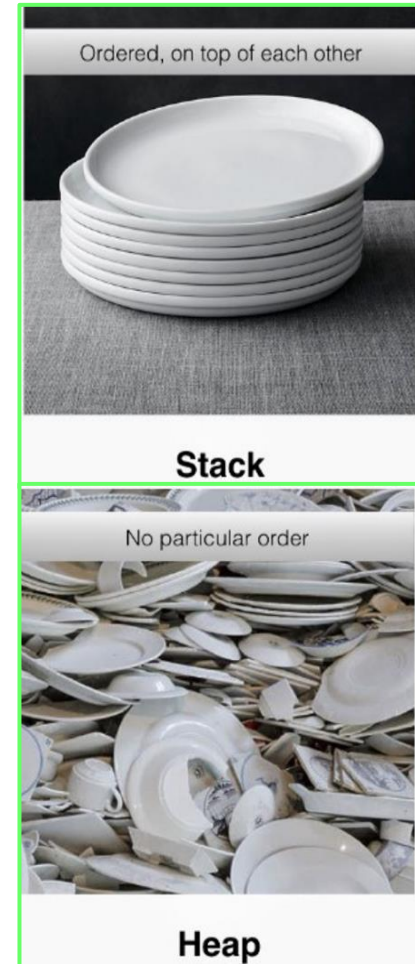 Ordered, on top of each other
Stack
No particular order
Heap